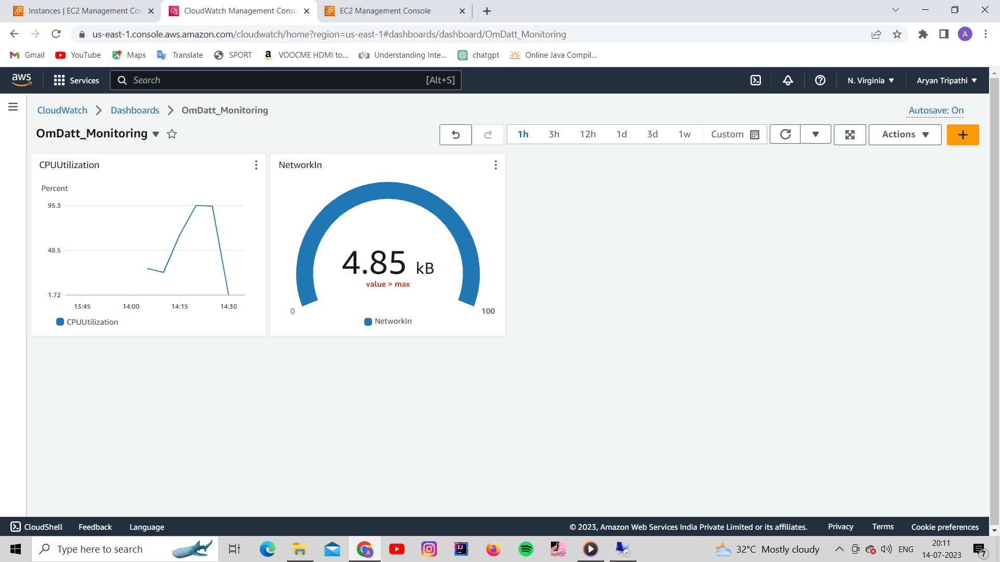 Instances | EC2 Management Con
CloudWatch Management Conso
EC2 Management Console
us-east-1.console.aws.amazon.com/cloudwatch/home?region=us-east-1#dashboards/dashboard/OmDatt_Monitoring
A
Gmail
YouTube
Maps
Translate
SPORT
VOOCME HDMI to...
Understanding Inte...
chatgpt
Online Java Compil...
aws
Services
Search
[Alt+S]
N. Virginia
Aryan Tripathi
CloudWatch
Dashboards
OmDatt_Monitoring
Autosave: On
OmDatt_Monitoring
1h
3h
12h
1d
3d
1w
Custom
Actions
CPUUtilization
Percent
95.3
48.5
1.72
13:45
14:00
14:15
14:30
CPUUtilization
NetworkIn
4.85 kB
value > max
0
100
NetworkIn
CloudShell
Feedback
Language
© 2023, Amazon Web Services India Private Limited or its affiliates.
Privacy
Terms
Cookie preferences
Type here to search
A
IJ
32°C Mostly cloudy
ENG
20:11
14-07-2023
7